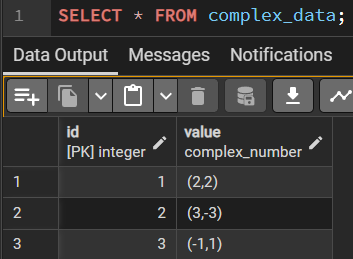 1 SELECT * FROM complex_data;
Data Output Messages Notifications
id value
[PK] integer complex_number
1 1 (2,2)
2 2 (3,-3)
3 3 (-1,1)